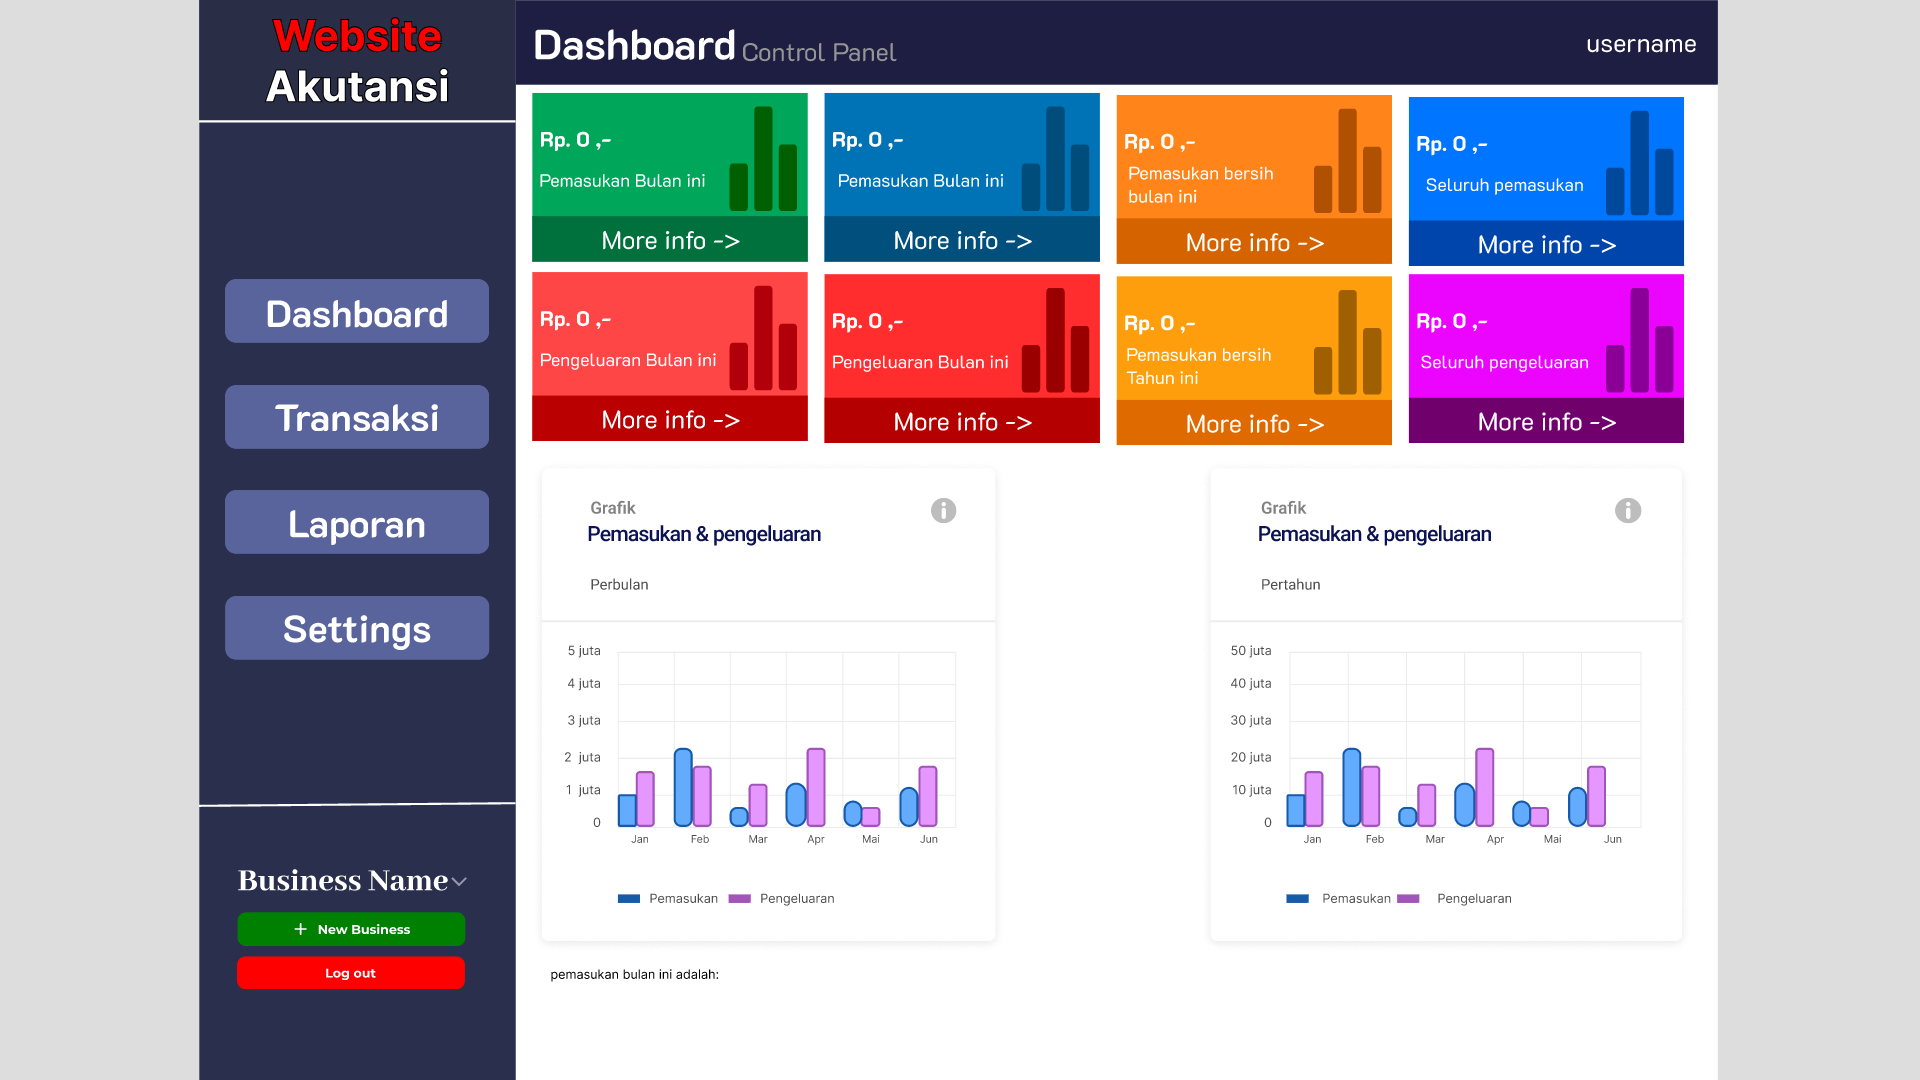 Website
Akutansi
Dashboard Control Panel
username
Rp. 0 ,-
Pemasukan Bulan ini
More info ->
Rp. 0 ,-
Pemasukan Bulan ini
More info ->
Rp. 0 ,-
Pemasukan bersih
bulan ini
More info ->
Rp. 0 ,-
Seluruh pemasukan
More info ->
Rp. 0 ,-
Pengeluaran Bulan ini
More info ->
Rp. 0 ,-
Pengeluaran Bulan ini
More info ->
Rp. 0 ,-
Pemasukan bersih
Tahun ini
More info ->
Rp. 0 ,-
Seluruh pengeluaran
More info ->
Dashboard
Transaksi
Laporan
Settings
Business Name
+ New Business
Log out
Grafik
Pemasukan & pengeluaran
Perbulan
5 juta
4 juta
3 juta
2 juta
1 juta
0
Jan Feb Mar Apr Mai Jun
Pemasukan Pengeluaran
Grafik
Pemasukan & pengeluaran
Pertahun
50 juta
40 juta
30 juta
20 juta
10 juta
0
Jan Feb Mar Apr Mai Jun
Pemasukan Pengeluaran
pemasukan bulan ini adalah: